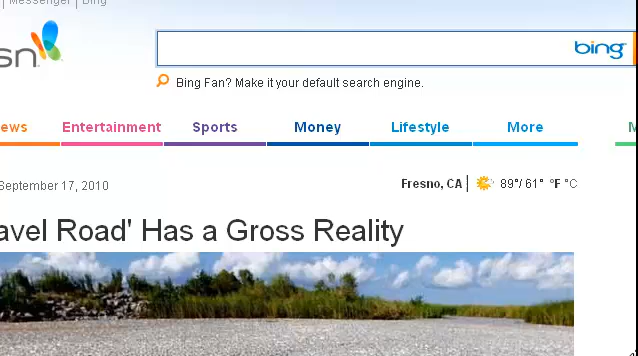 Messenger | Bing
sn
bing
Bing Fan? Make it your default search engine.
ews Entertainment Sports Money Lifestyle More
September 17, 2010
Fresno, CA | 89°/ 61° °F °C
avel Road' Has a Gross Reality